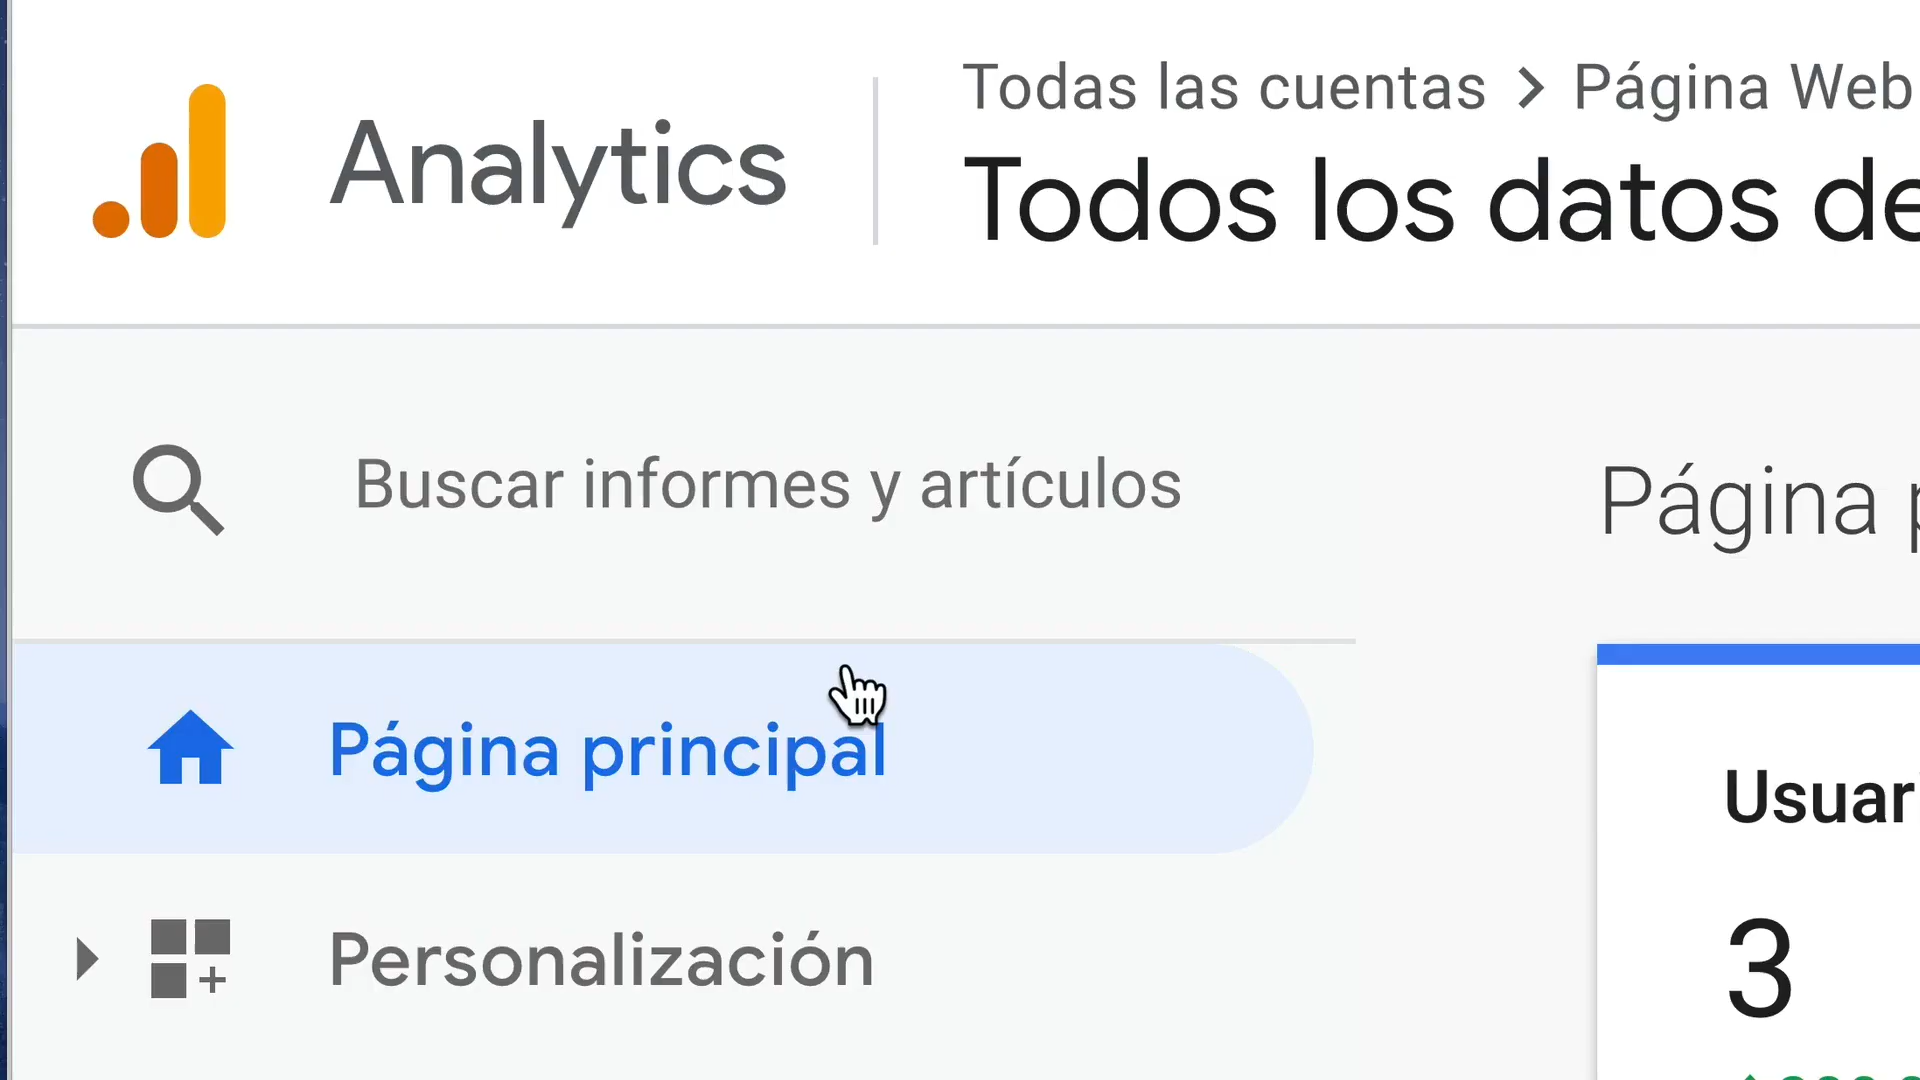 Analytics
Todas las cuentas > Página Web
Todos los datos de
Buscar informes y artículos
Página
Página principal
Personalización
Usuar
3